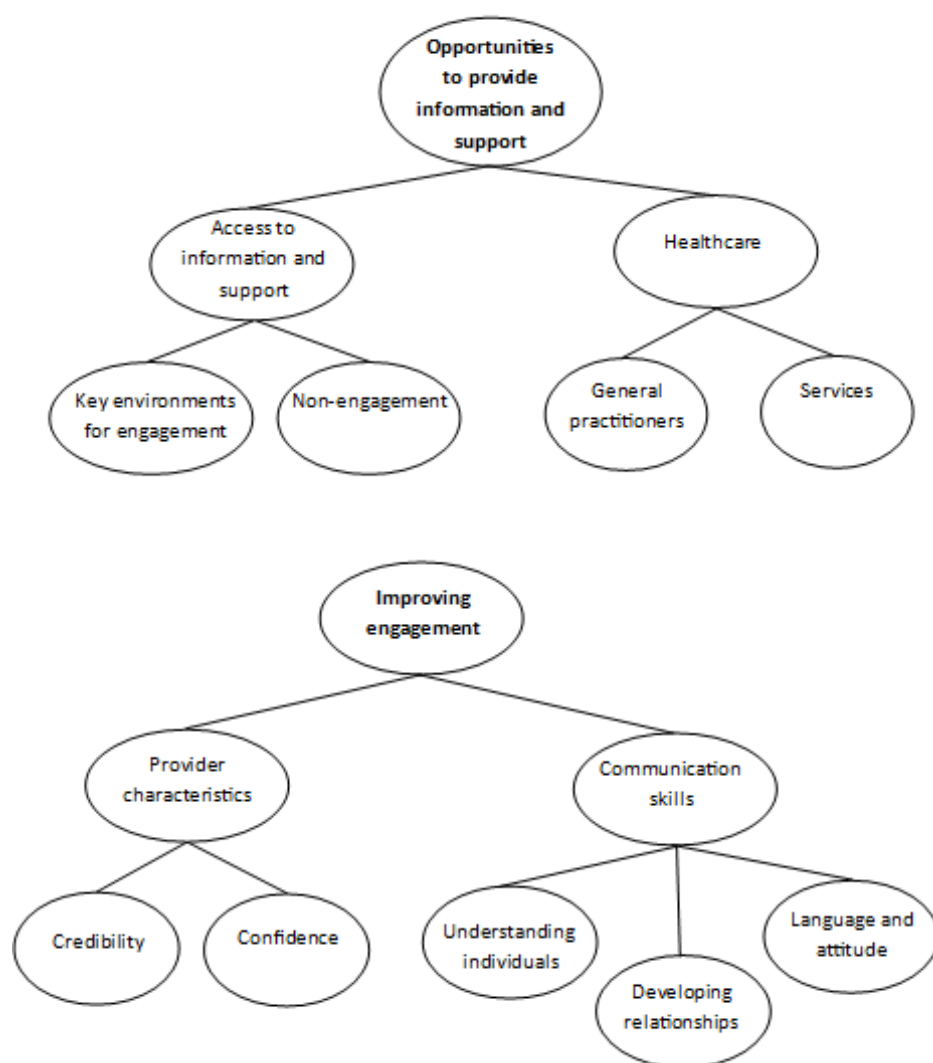 Opportunities
to provide
information and
support
Access to
information and
support
Healthcare
Key environments
for engagement
Non-engagement
General
practitioners
Services
Improving
engagement
Provider
characteristics
Communication
skills
Credibility
Confidence
Understanding
individuals
Developing
relationships
Language and
attitude